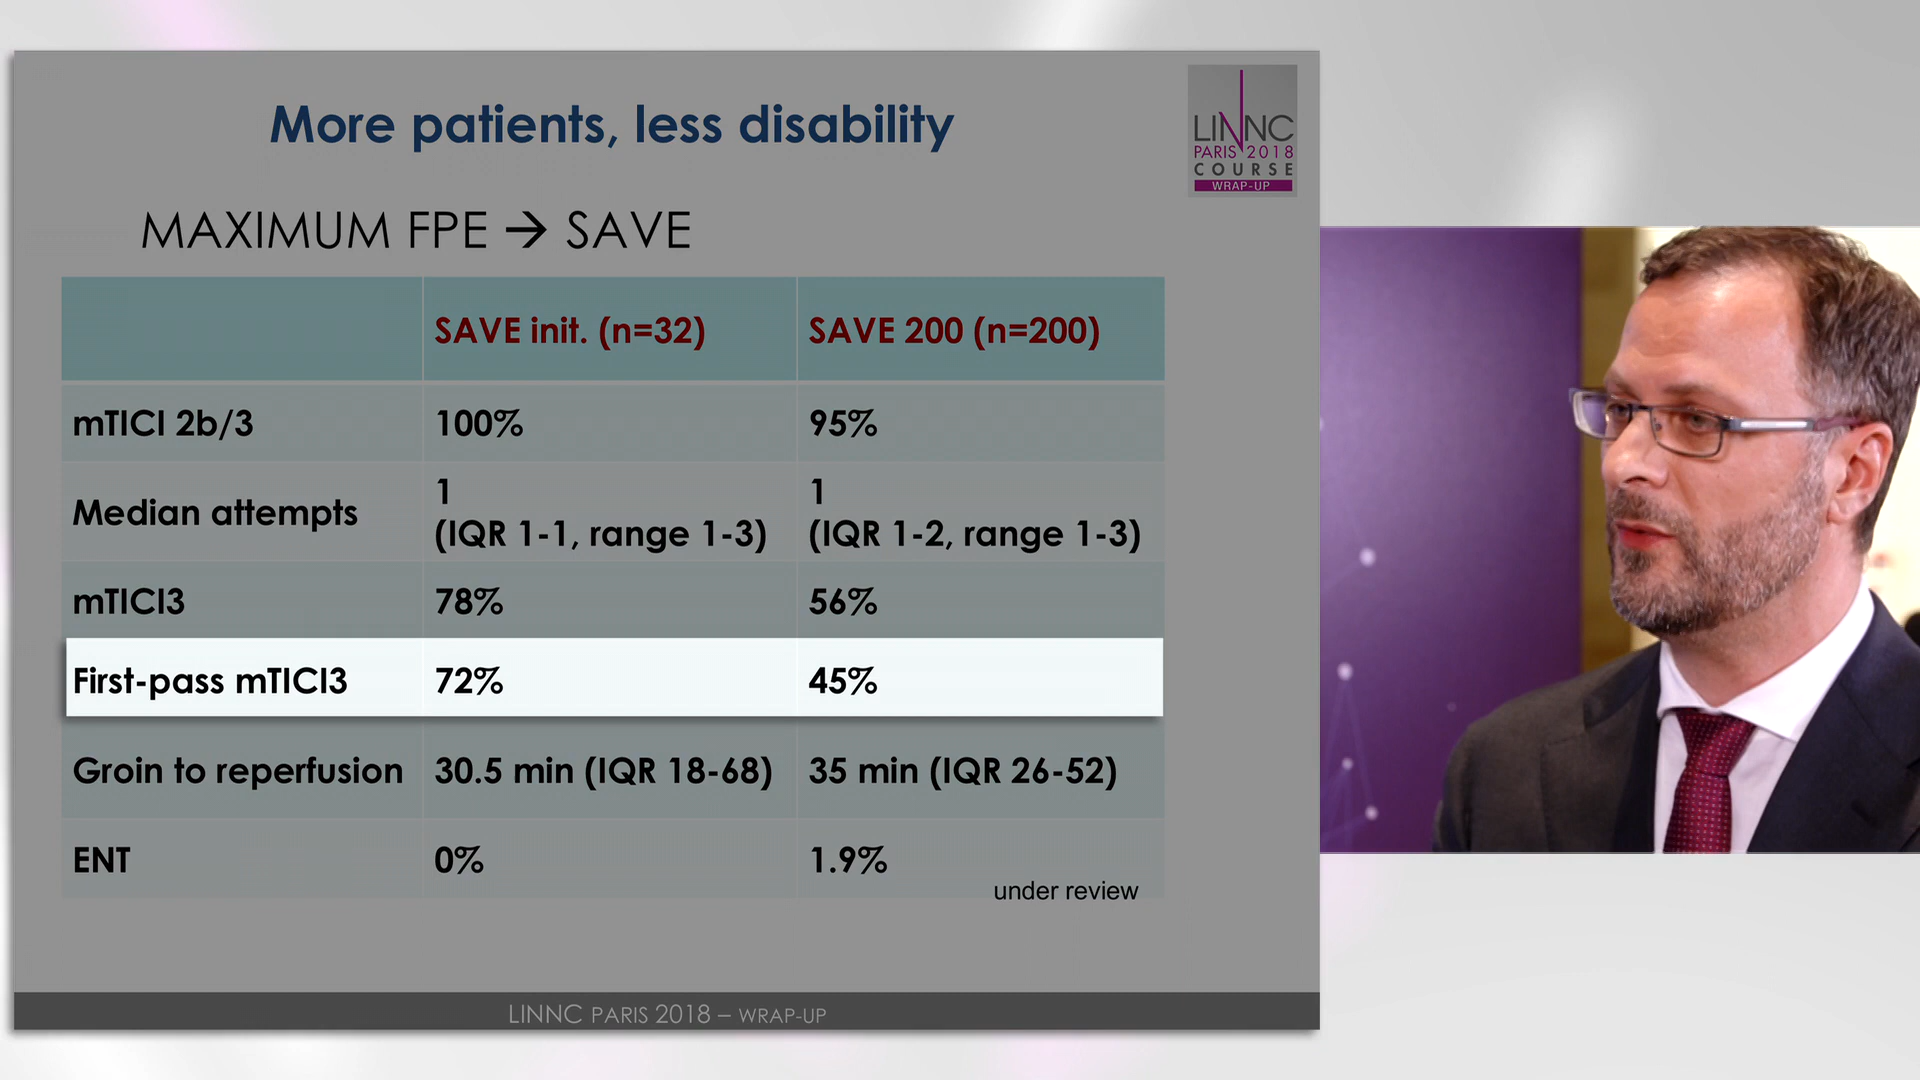 More patients, less disability
LINNC
PARIS 2018
COURSE
WRAP-UP
MAXIMUM FPE → SAVE
SAVE init. (n=32) SAVE 200 (n=200)
mTICI 2b/3 100% 95%
Median attempts 1 (IQR 1-1, range 1-3) 1 (IQR 1-2, range 1-3)
mTICI3 78% 56%
First-pass mTICI3 72% 45%
Groin to reperfusion 30.5 min (IQR 18-68) 35 min (IQR 26-52)
ENT 0% 1.9%
under review
LINNC PARIS 2018 – WRAP-UP